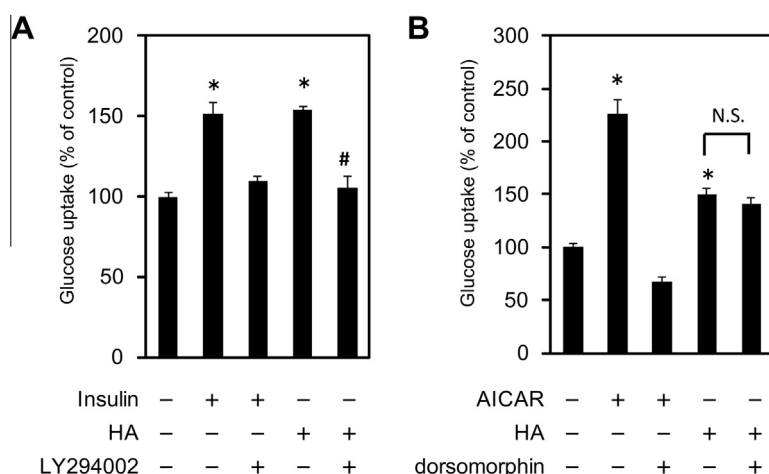 A
Glucose uptake (% of control)
200
150
100
50
0
*
*
#
Insulin − + + − −
HA − − − + +
LY294002 − − + − +
B
Glucose uptake (% of control)
300
250
200
150
100
50
0
*
*
N.S.
AICAR − + + − −
HA − − − + +
dorsomorphin − − + − +